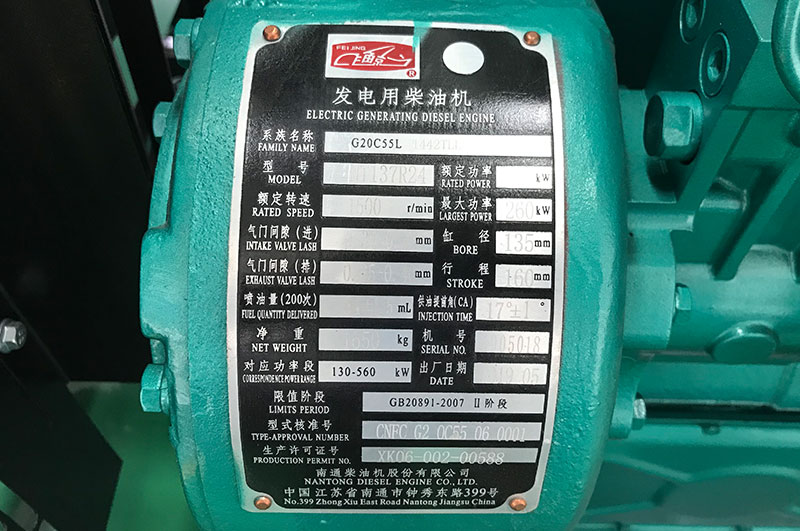 FEI JING
®
发电用柴油机
ELECTRIC GENERATING DIESEL ENGINE
系族名称 G20C55L
FAMILY NAME
型号 额定功率 kW
MODEL RATED POWER
额定转速 1500 r/min 最大功率 260 kW
RATED SPEED LARGEST POWER
气门间隙(进) mm 缸径 135 mm
INTAKE VALVE LASH BORE
气门间隙(排) mm 行程 160 mm
EXHAUST VALVE LASH STROKE
喷油量(200次) mL 供油提前角(CA) 17°±1°
FUEL QUANTITY DELIVERED INJECTION TIME
净重 kg 机号
NET WEIGHT SERIAL NO.
对应功率段 130-560 kW 出厂日期
CORRESPONDENCE POWER RANGE DATE
限值阶段 GB20891-2007 II阶段
LIMITS PERIOD
型式核准号 CNFC G2 0C55 06 0001
TYPE-APPROVAL NUMBER
生产许可证号 XK06-002-00588
PRODUCTION PERMIT NO.
南通柴油机股份有限公司
NANTONG DIESEL ENGINE CO., LTD
中国江苏省南通市钟秀东路399号
No.399 Zhong Xiu East Road Nantong Jiangsu China